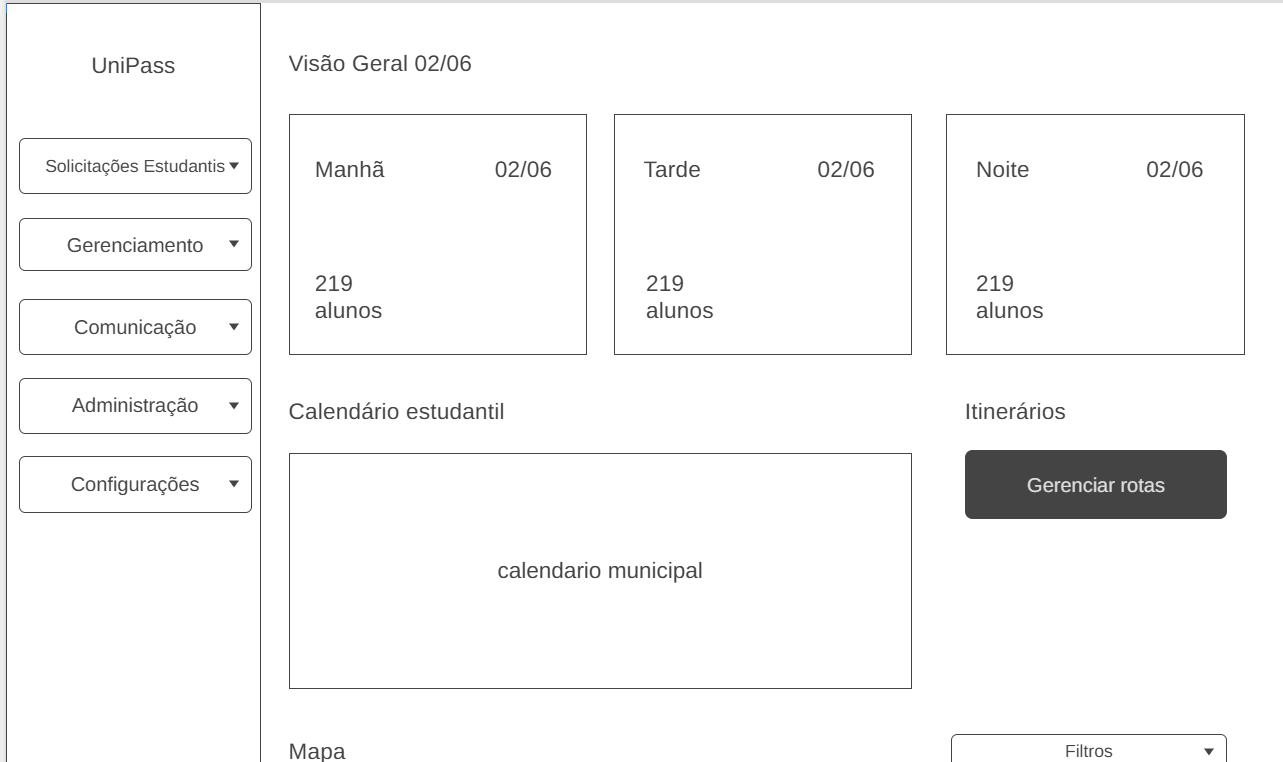 UniPass
Solicitações Estudantis
Gerenciamento
Comunicação
Administração
Configurações
Visão Geral 02/06
Manhã 02/06
219
alunos
Tarde 02/06
219
alunos
Noite 02/06
219
alunos
Calendário estudantil
calendario municipal
Itinerários
Gerenciar rotas
Mapa
Filtros